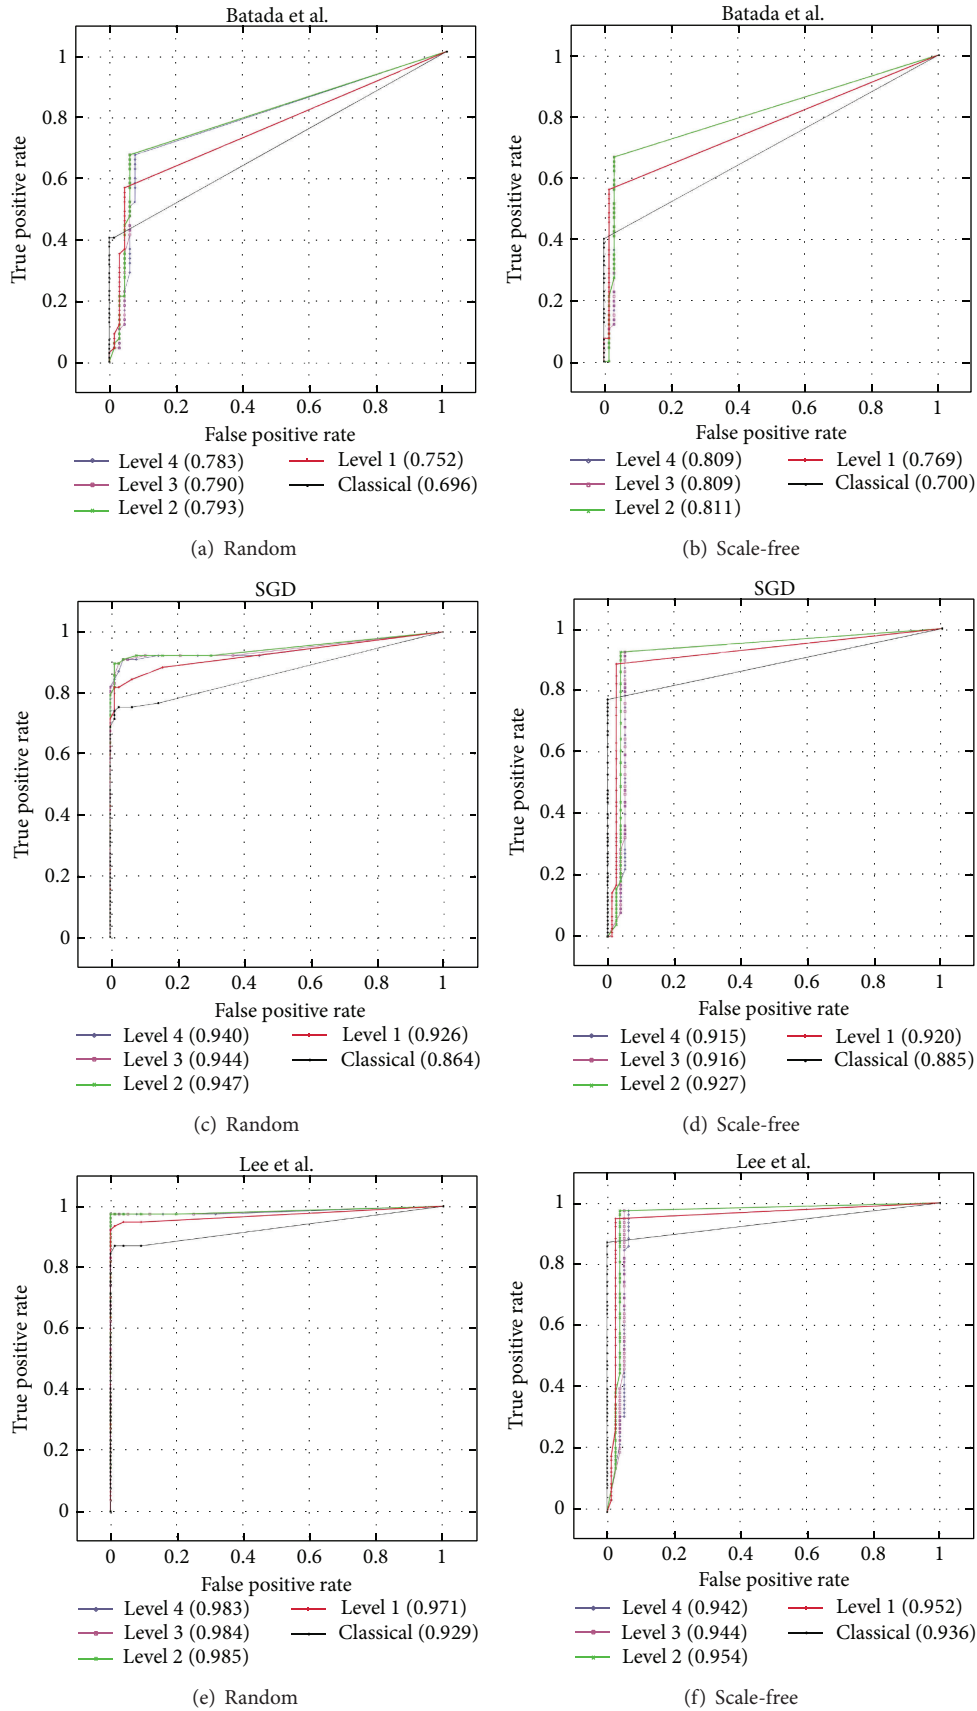 Batada et al.
True positive rate
1
0.8
0.6
0.4
0.2
0
0 0.2 0.4 0.6 0.8 1
False positive rate
Level 4 (0.783)
Level 3 (0.790)
Level 2 (0.793)
Level 1 (0.752)
Classical (0.696)
(a) Random
Batada et al.
True positive rate
1
0.8
0.6
0.4
0.2
0
0 0.2 0.4 0.6 0.8 1
False positive rate
Level 4 (0.809)
Level 3 (0.809)
Level 2 (0.811)
Level 1 (0.769)
Classical (0.700)
(b) Scale-free
SGD
True positive rate
1
0.8
0.6
0.4
0.2
0
0 0.2 0.4 0.6 0.8 1
False positive rate
Level 4 (0.940)
Level 3 (0.944)
Level 2 (0.947)
Level 1 (0.926)
Classical (0.864)
(c) Random
SGD
True positive rate
1
0.8
0.6
0.4
0.2
0
0 0.2 0.4 0.6 0.8 1
False positive rate
Level 4 (0.915)
Level 3 (0.916)
Level 2 (0.927)
Level 1 (0.920)
Classical (0.885)
(d) Scale-free
Lee et al.
True positive rate
1
0.8
0.6
0.4
0.2
0
0 0.2 0.4 0.6 0.8 1
False positive rate
Level 4 (0.983)
Level 3 (0.984)
Level 2 (0.985)
Level 1 (0.971)
Classical (0.929)
(e) Random
Lee et al.
True positive rate
1
0.8
0.6
0.4
0.2
0
0 0.2 0.4 0.6 0.8 1
False positive rate
Level 4 (0.942)
Level 3 (0.944)
Level 2 (0.954)
Level 1 (0.952)
Classical (0.936)
(f) Scale-free